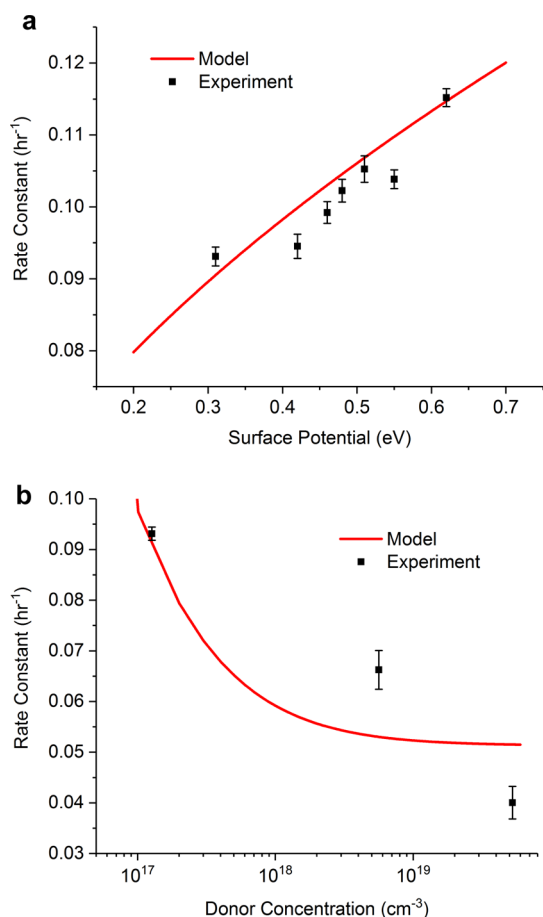 a
Model
Experiment
0.12
0.11
0.10
0.09
0.08
0.2 0.3 0.4 0.5 0.6 0.7
Rate Constant (hr⁻¹)
Surface Potential (eV)
b
Model
Experiment
0.10
0.09
0.08
0.07
0.06
0.05
0.04
0.03
10¹⁷ 10¹⁸ 10¹⁹
Rate Constant (hr⁻¹)
Donor Concentration (cm⁻³)